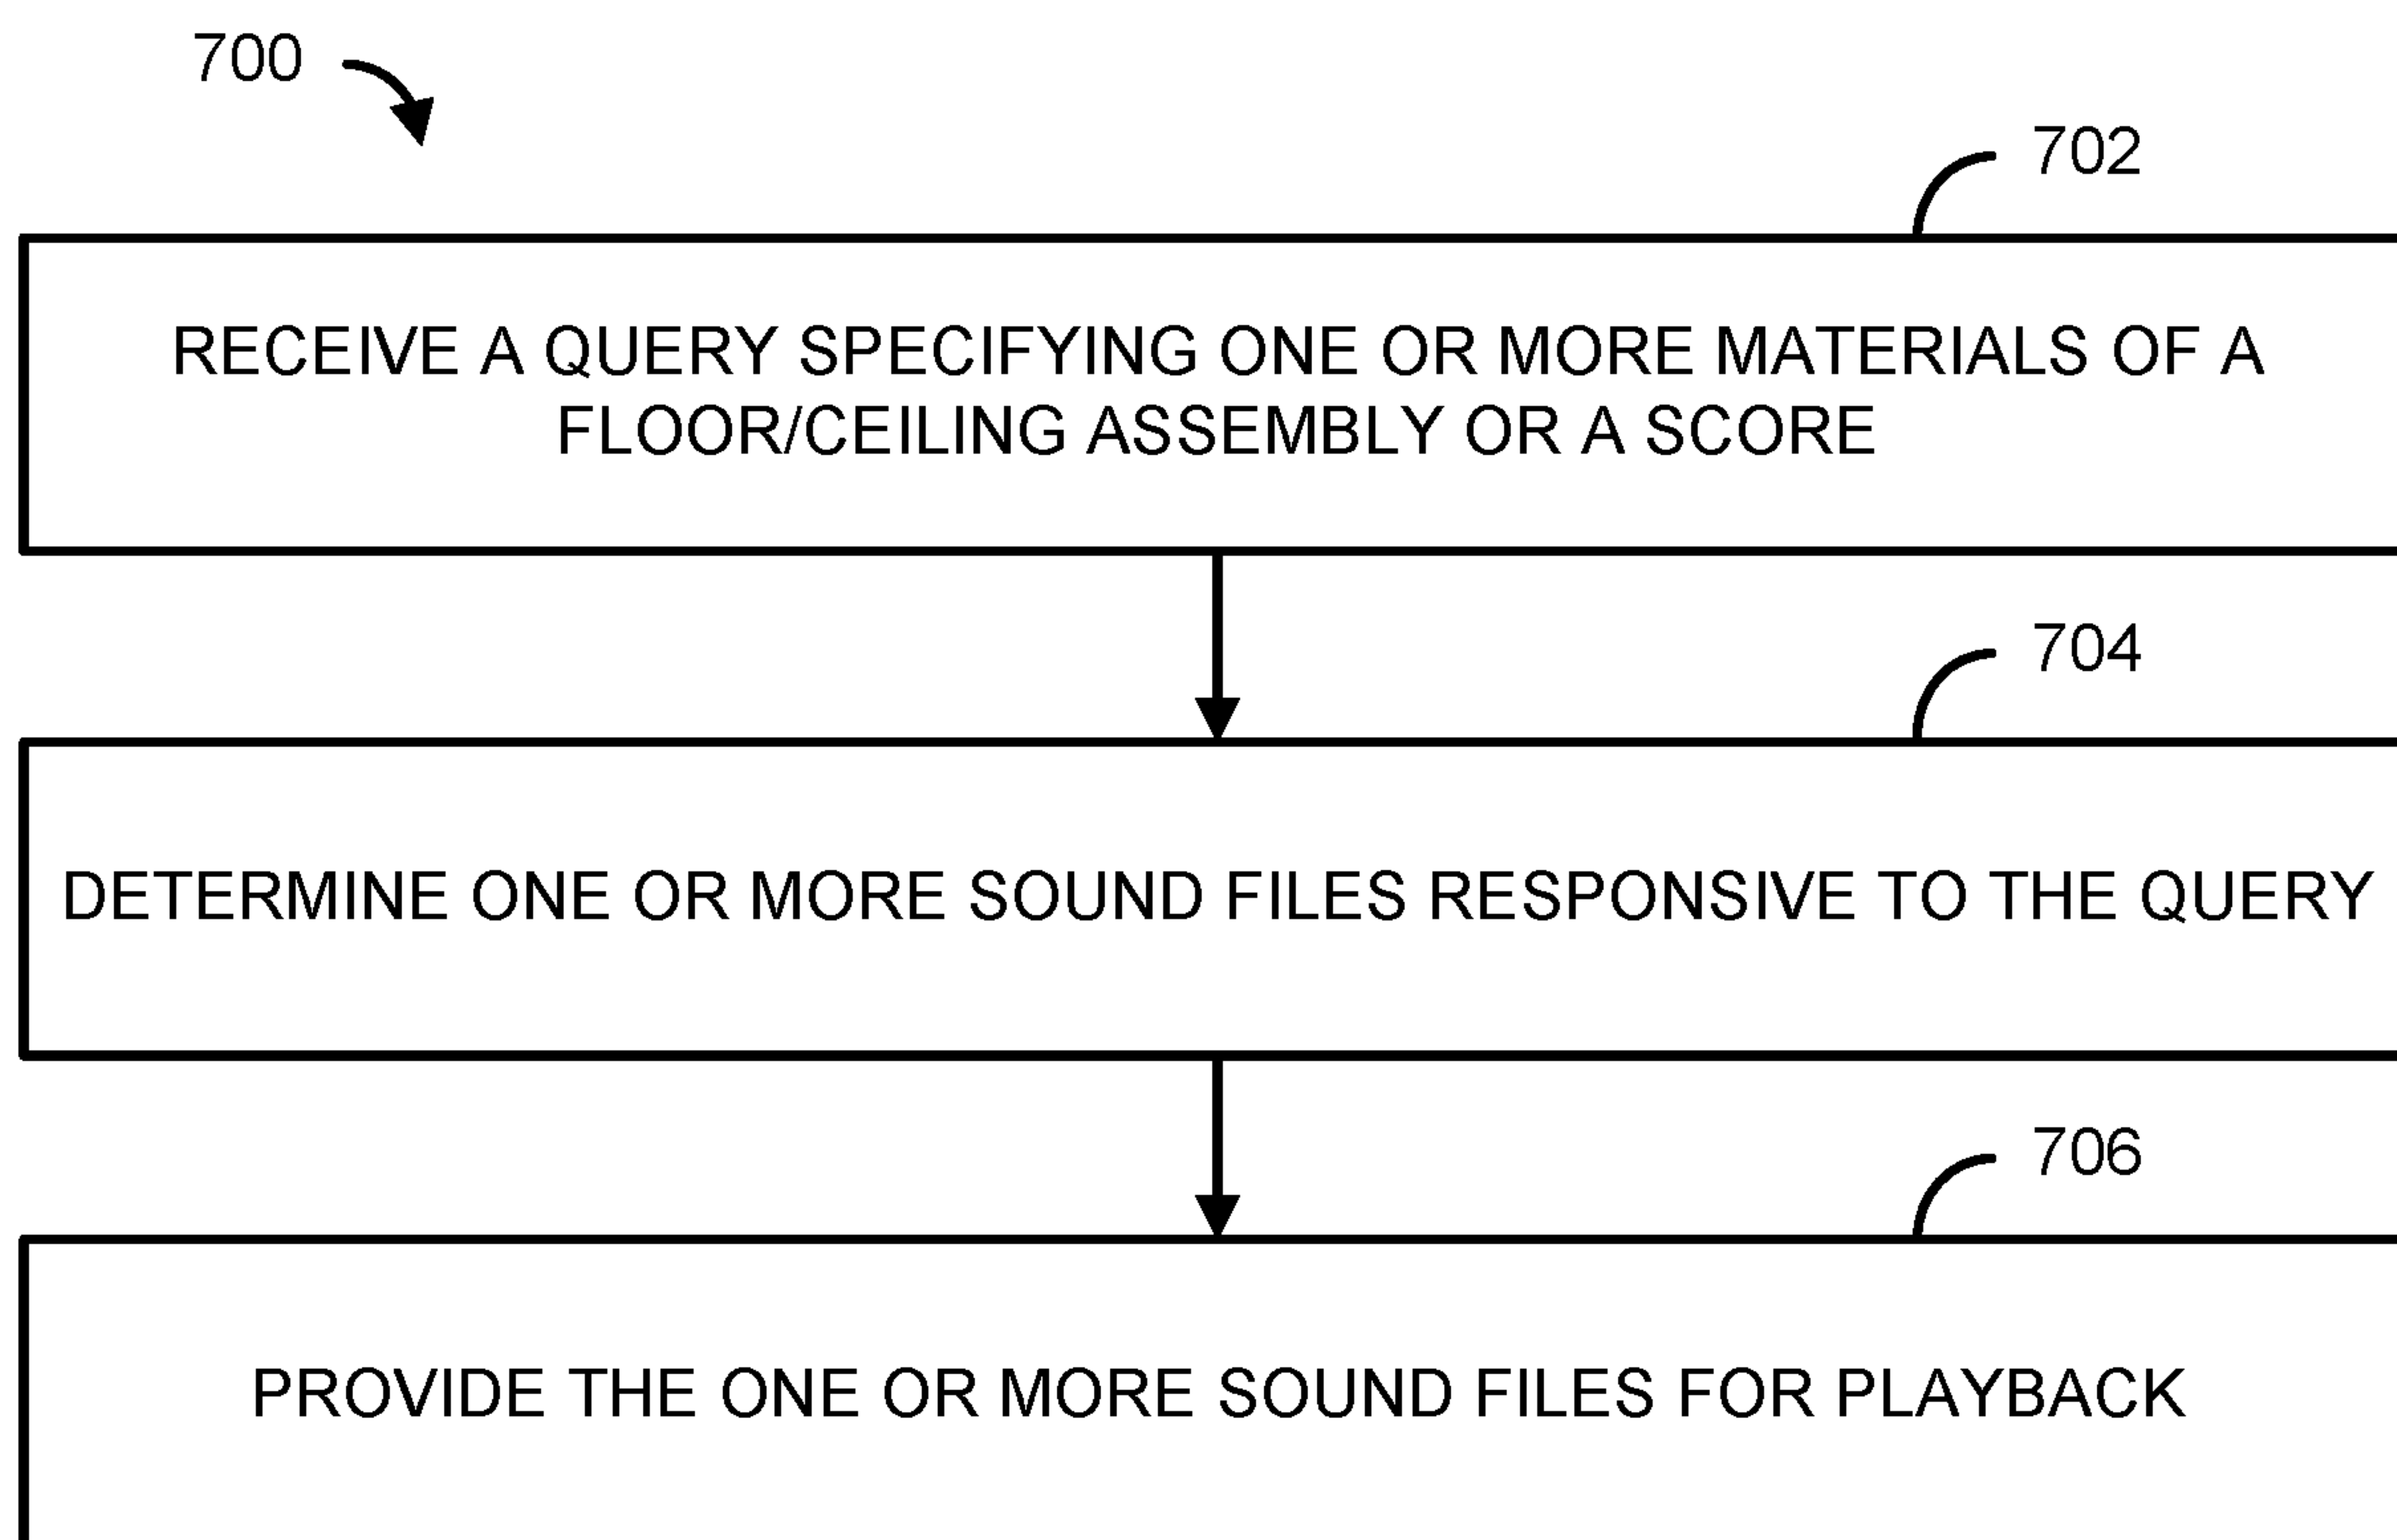 700
702
RECEIVE A QUERY SPECIFYING ONE OR MORE MATERIALS OF A
FLOOR/CEILING ASSEMBLY OR A SCORE
704
DETERMINE ONE OR MORE SOUND FILES RESPONSIVE TO THE QUERY
706
PROVIDE THE ONE OR MORE SOUND FILES FOR PLAYBACK